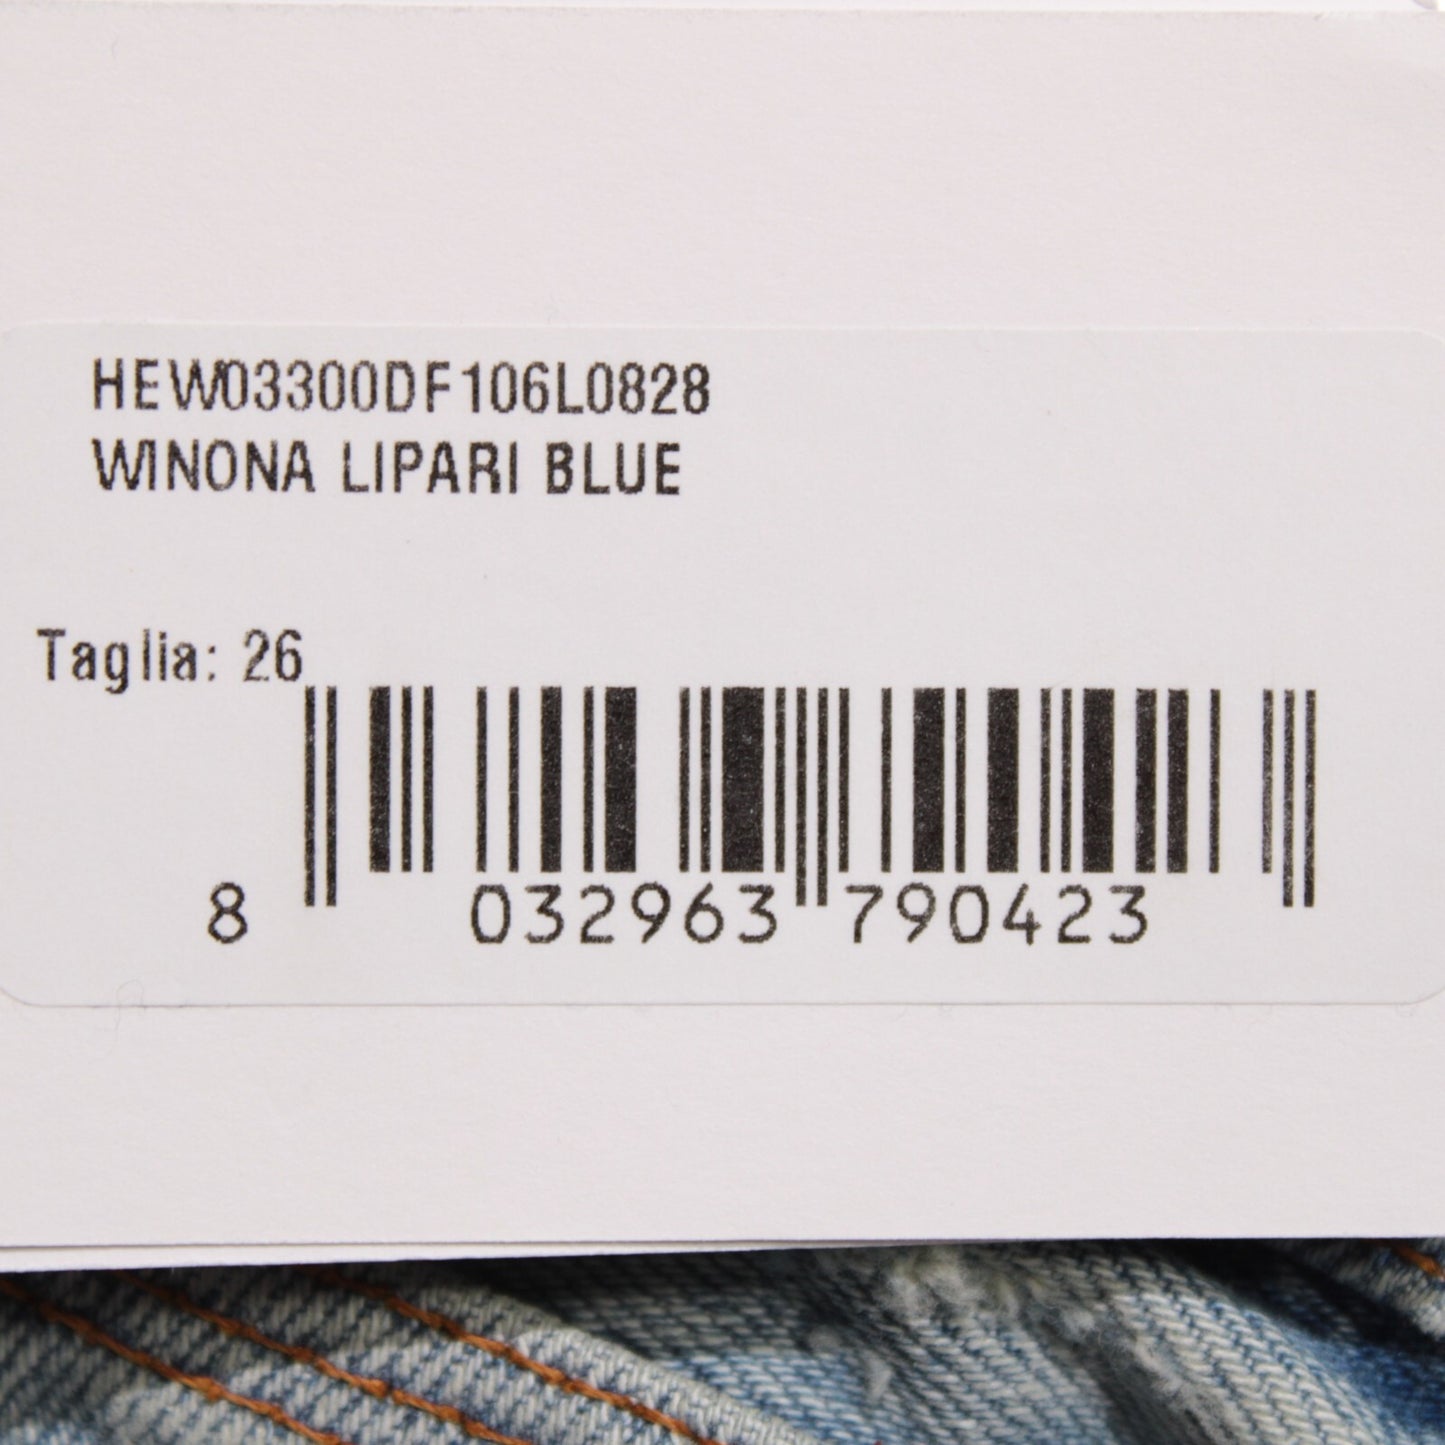 HEW03300DF106L0828
WINONA LIPARI BLUE
Taglia: 26
8 032963 790423